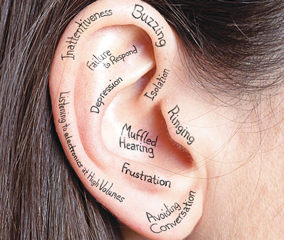 Inattentiveness
Buzzing
Failure
to Respond
Isolation
Depression
Ringing
Listening to electronics at High Volumes
Muffled
Hearing
Frustration
Avoiding
Conversation